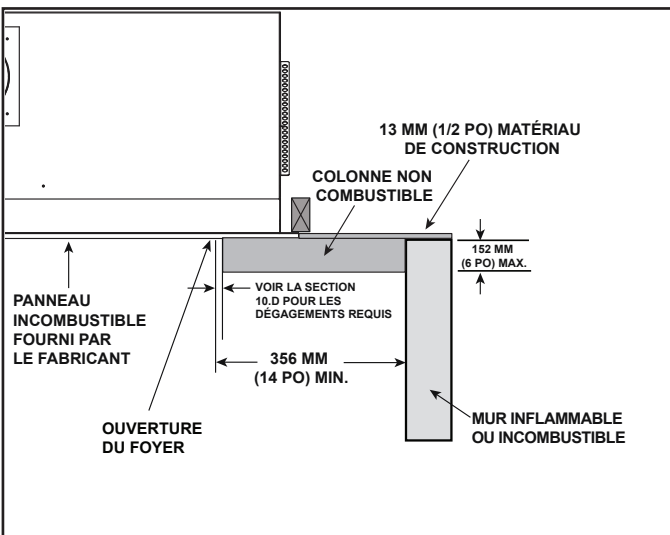 13 MM (1/2 PO) MATÉRIAU
DE CONSTRUCTION
COLONNE NON
COMBUSTIBLE
152 MM
(6 PO) MAX.
VOIR LA SECTION
10.D POUR LES
DÉGAGEMENTS REQUIS
PANNEAU
INCOMBUSTIBLE
FOURNI PAR
LE FABRICANT
356 MM
(14 PO) MIN.
OUVERTURE
DU FOYER
MUR INFLAMMABLE
OU INCOMBUSTIBLE